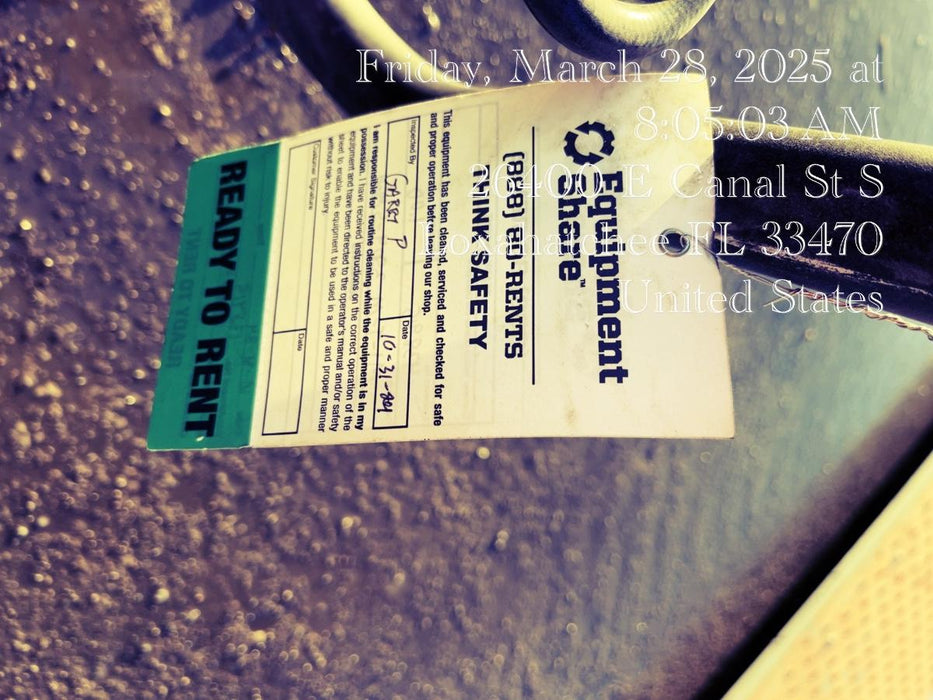 Friday, March 28, 2025 at
8:05:03 AM
E Canal St S
FL 33470
United States
Equipment
Share™
(888) 80-RENTS
THINK SAFETY
This equipment has been cleaned, serviced and checked for safe
and proper operation before leaving our shop.
Inspected By
Date
GARRY P
10-31-
I am responsible for routine cleaning while the equipment is in my
possession. I have received instructions on the correct operation of the
equipment and have been directed to the operator's manual and/or safety
sheet to enable the equipment to be used in a safe and proper manner
without risk to injury.
Customer Signature
Date
READY TO RENT